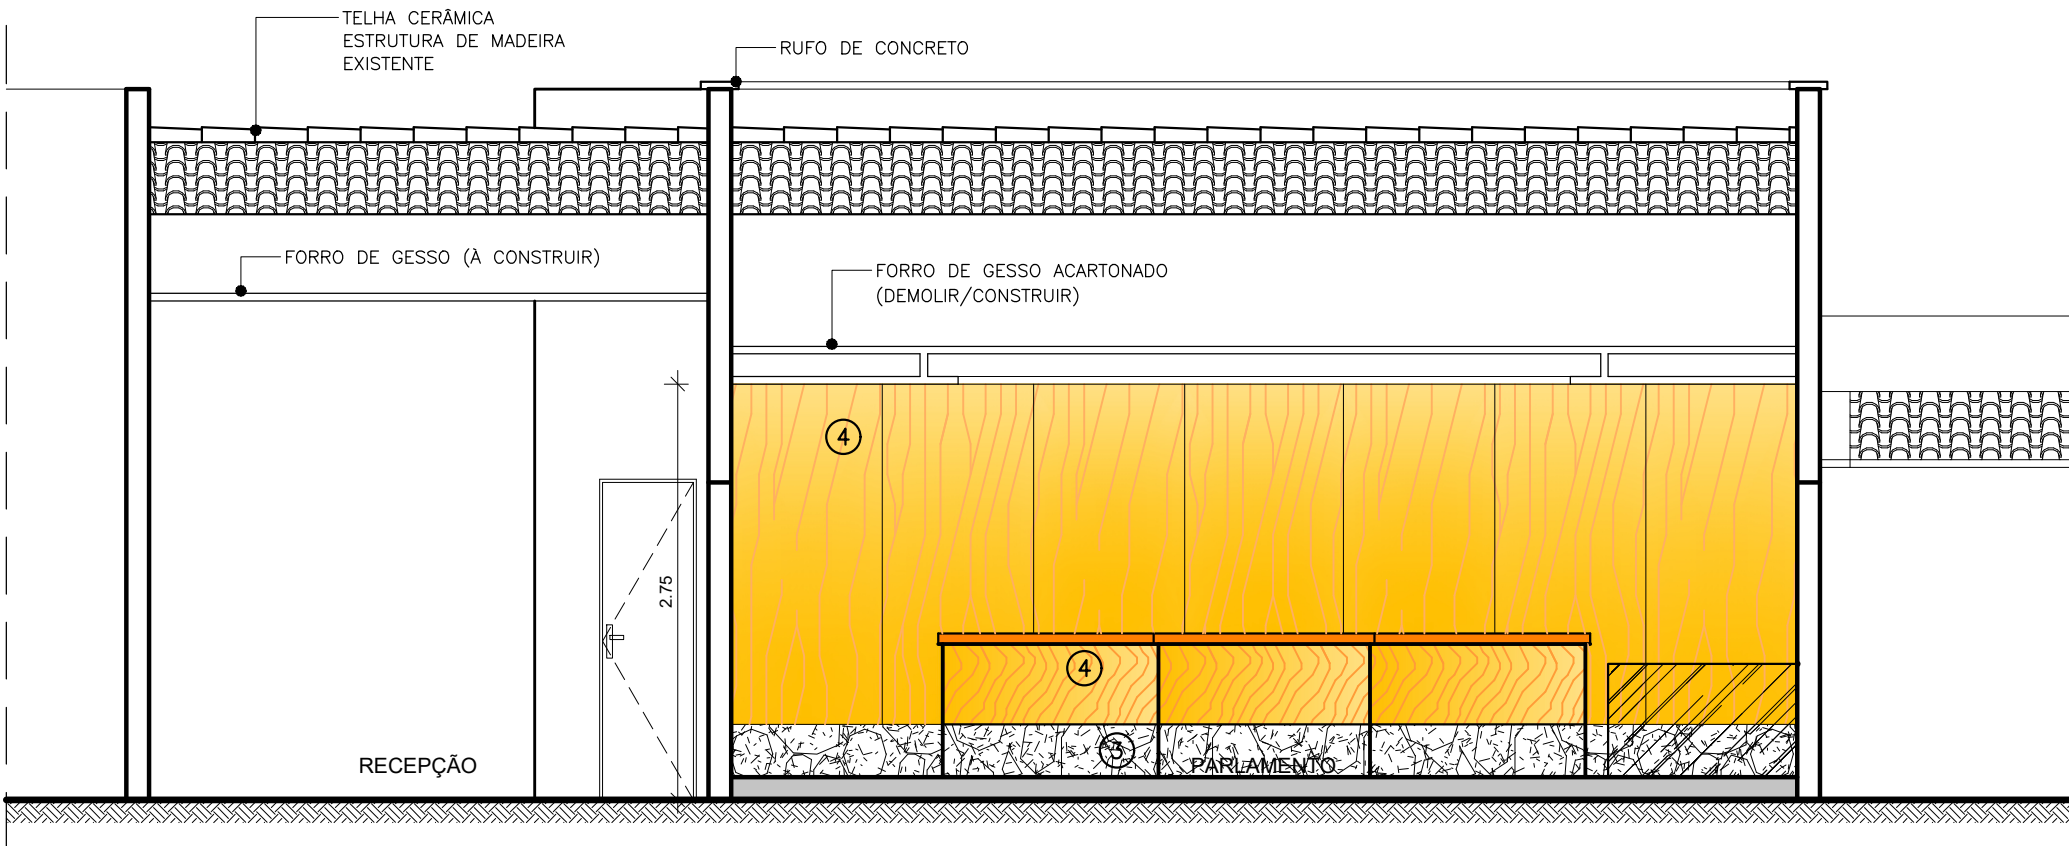 TELHA CERÂMICA
ESTRUTURA DE MADEIRA
EXISTENTE
RUFO DE CONCRETO
FORRO DE GESSO (À CONSTRUIR)
FORRO DE GESSO ACARTONADO
(DEMOLIR/CONSTRUIR)
4
2.75
4
3
RECEPÇÃO
PARLAMENTO